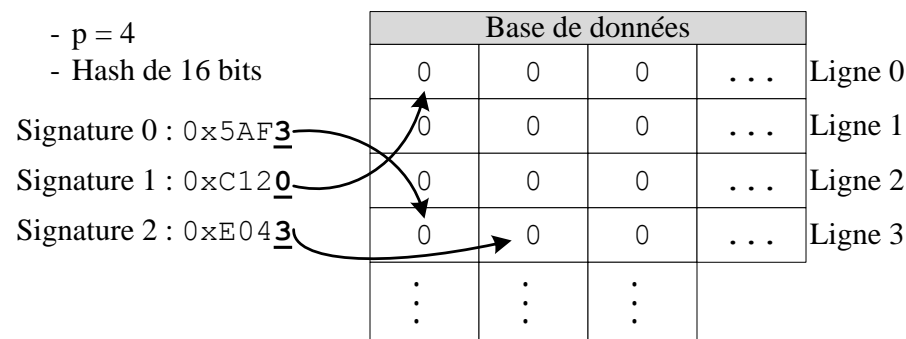 - p = 4
- Hash de 16 bits
Signature 0 : 0x5AF3
Signature 1 : 0xC120
Signature 2 : 0xE043
Base de données
0 0 0 ... Ligne 0
0 0 0 ... Ligne 1
0 0 0 ... Ligne 2
0 0 0 ... Ligne 3
⋮ ⋮ ⋮